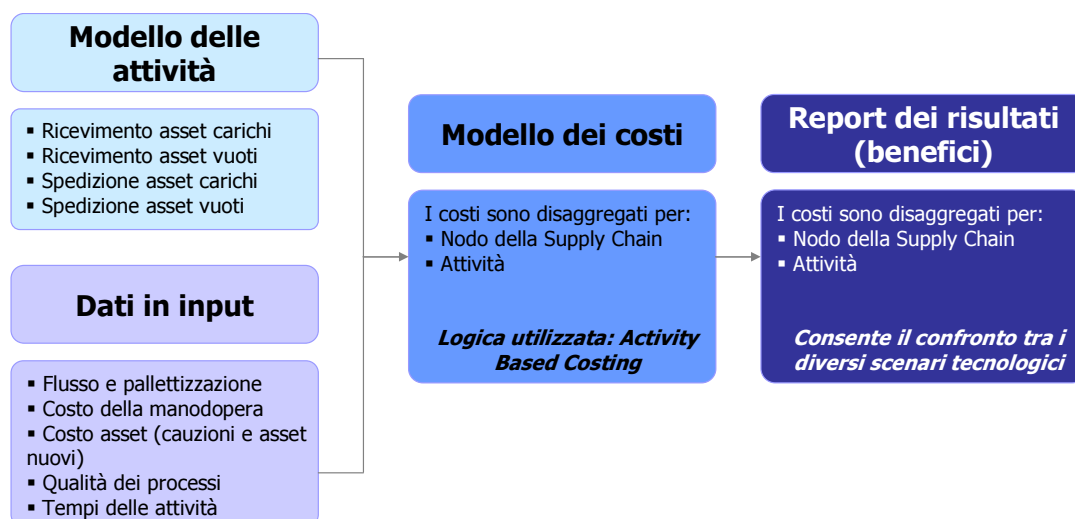 Modello delle
attività
▪ Ricevimento asset carichi
▪ Ricevimento asset vuoti
▪ Spedizione asset carichi
▪ Spedizione asset vuoti
Dati in input
▪ Flusso e pallettizzazione
▪ Costo della manodopera
▪ Costo asset (cauzioni e asset
nuovi)
▪ Qualità dei processi
▪ Tempi delle attività
Modello dei costi
I costi sono disaggregati per:
▪ Nodo della Supply Chain
▪ Attività
Logica utilizzata: Activity
Based Costing
Report dei risultati
(benefici)
I costi sono disaggregati per:
▪ Nodo della Supply Chain
▪ Attività
Consente il confronto tra i
diversi scenari tecnologici